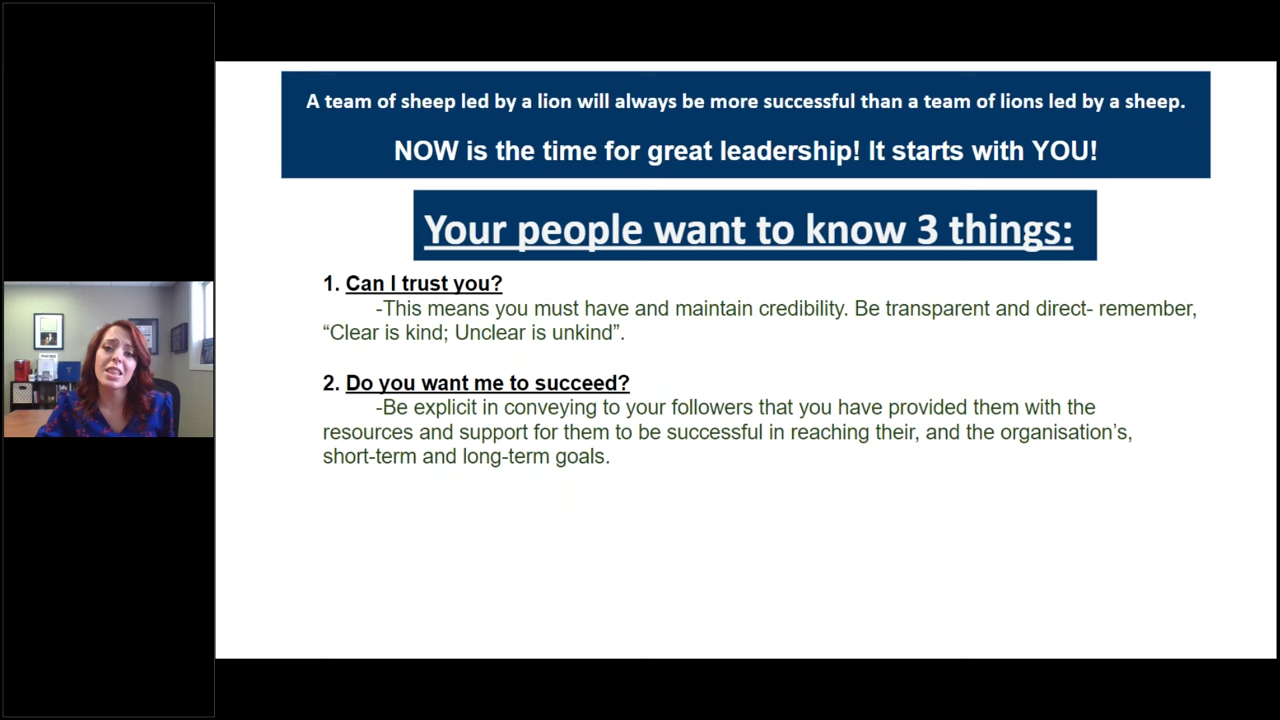 A team of sheep led by a lion will always be more successful than a team of lions led by a sheep.
NOW is the time for great leadership! It starts with YOU!
Your people want to know 3 things:
1. Can I trust you?
-This means you must have and maintain credibility. Be transparent and direct- remember,
“Clear is kind; Unclear is unkind”.
2. Do you want me to succeed?
-Be explicit in conveying to your followers that you have provided them with the
resources and support for them to be successful in reaching their, and the organisation’s,
short-term and long-term goals.